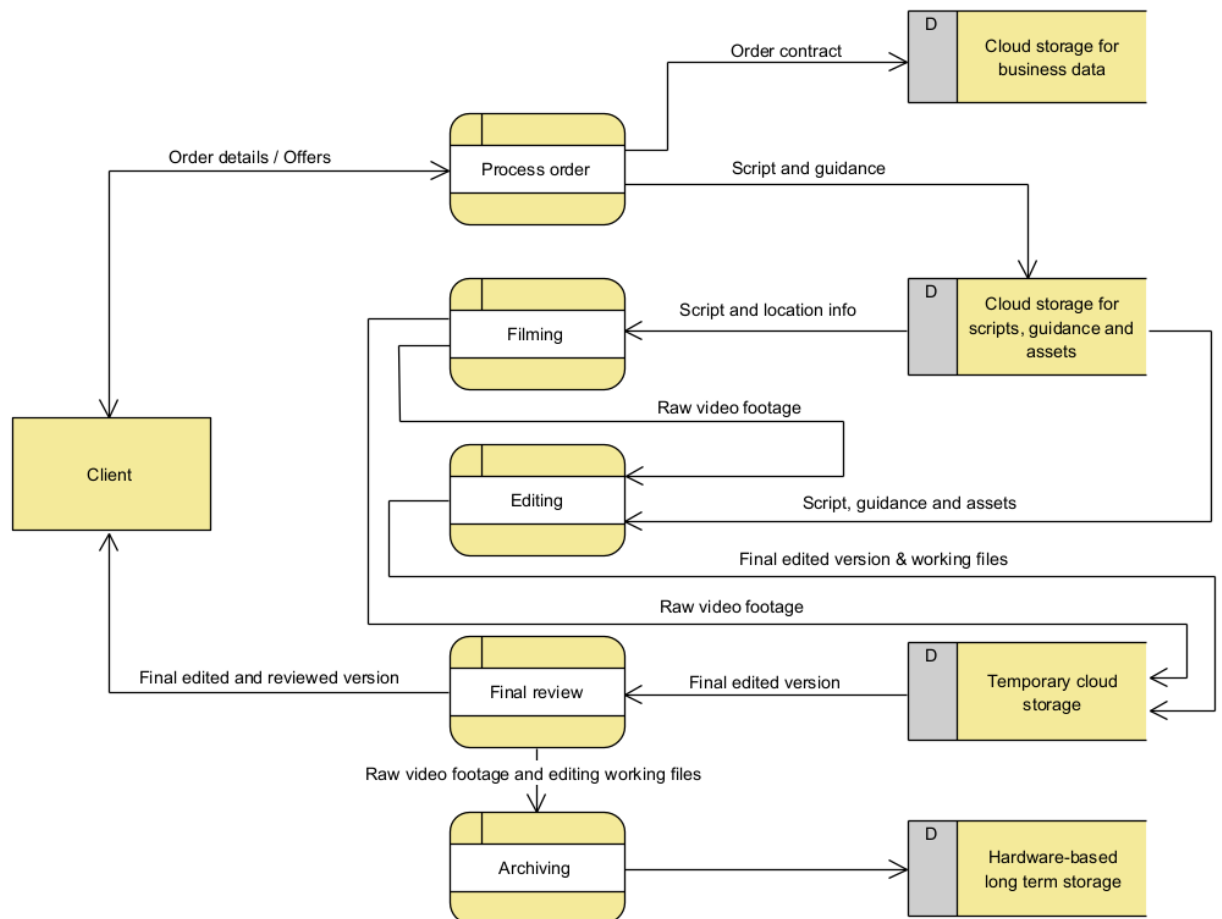 D
Cloud storage for
business data
Order contract
Order details / Offers
Process order
Script and guidance
D
Cloud storage for
scripts, guidance and
assets
Script and location info
Filming
Raw video footage
Client
Editing
Script, guidance and assets
Final edited version & working files
Raw video footage
D
Temporary cloud
storage
Final edited and reviewed version
Final review
Final edited version
Raw video footage and editing working files
D
Hardware-based
long term storage
Archiving